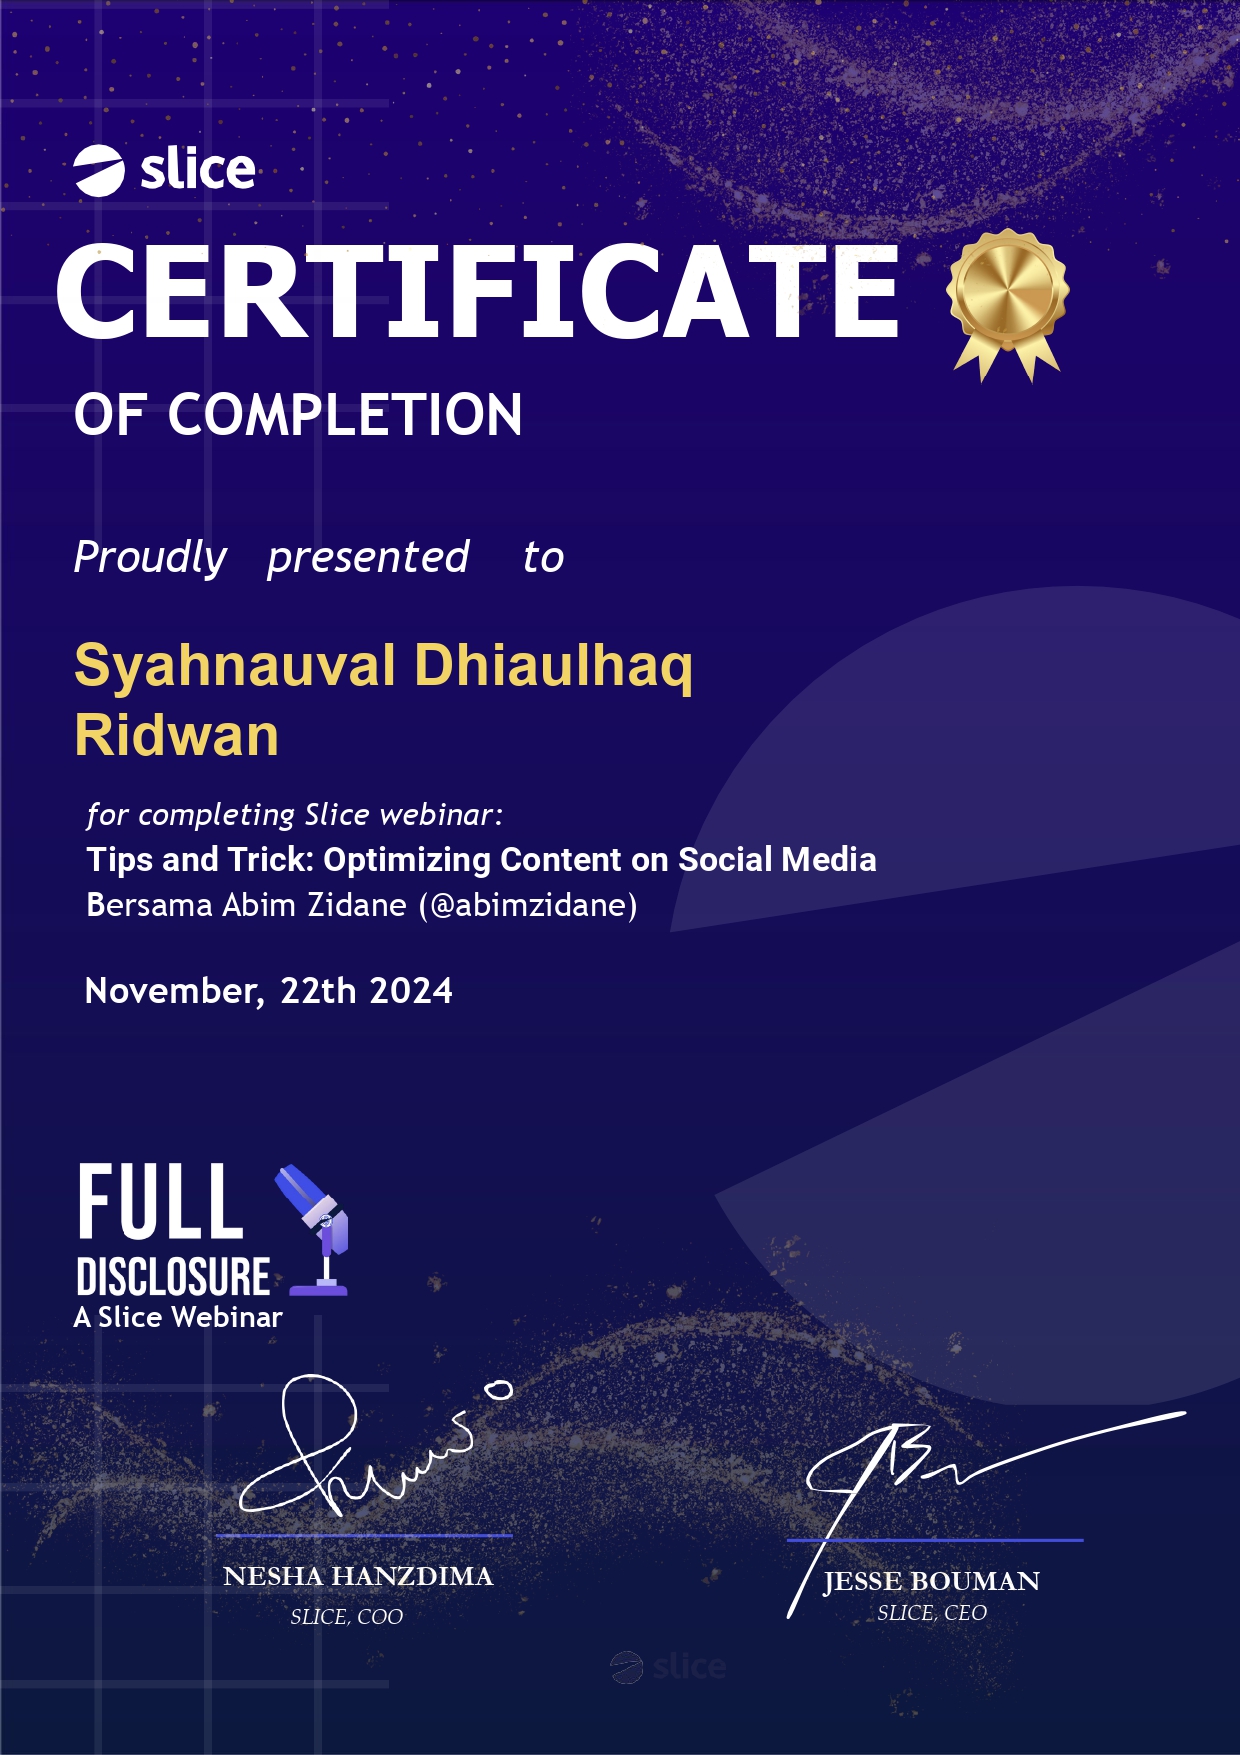 slice
CERTIFICATE
OF COMPLETION
Proudly presented to
Syahnauval Dhiaulhaq
Ridwan
for completing Slice webinar:
Tips and Trick: Optimizing Content on Social Media
Bersama Abim Zidane (@abimzidane)
November, 22th 2024
FULL
DISCLOSURE
A Slice Webinar
NESHA HANZDIMA
SLICE, COO
JESSE BOUMAN
SLICE, CEO
slice